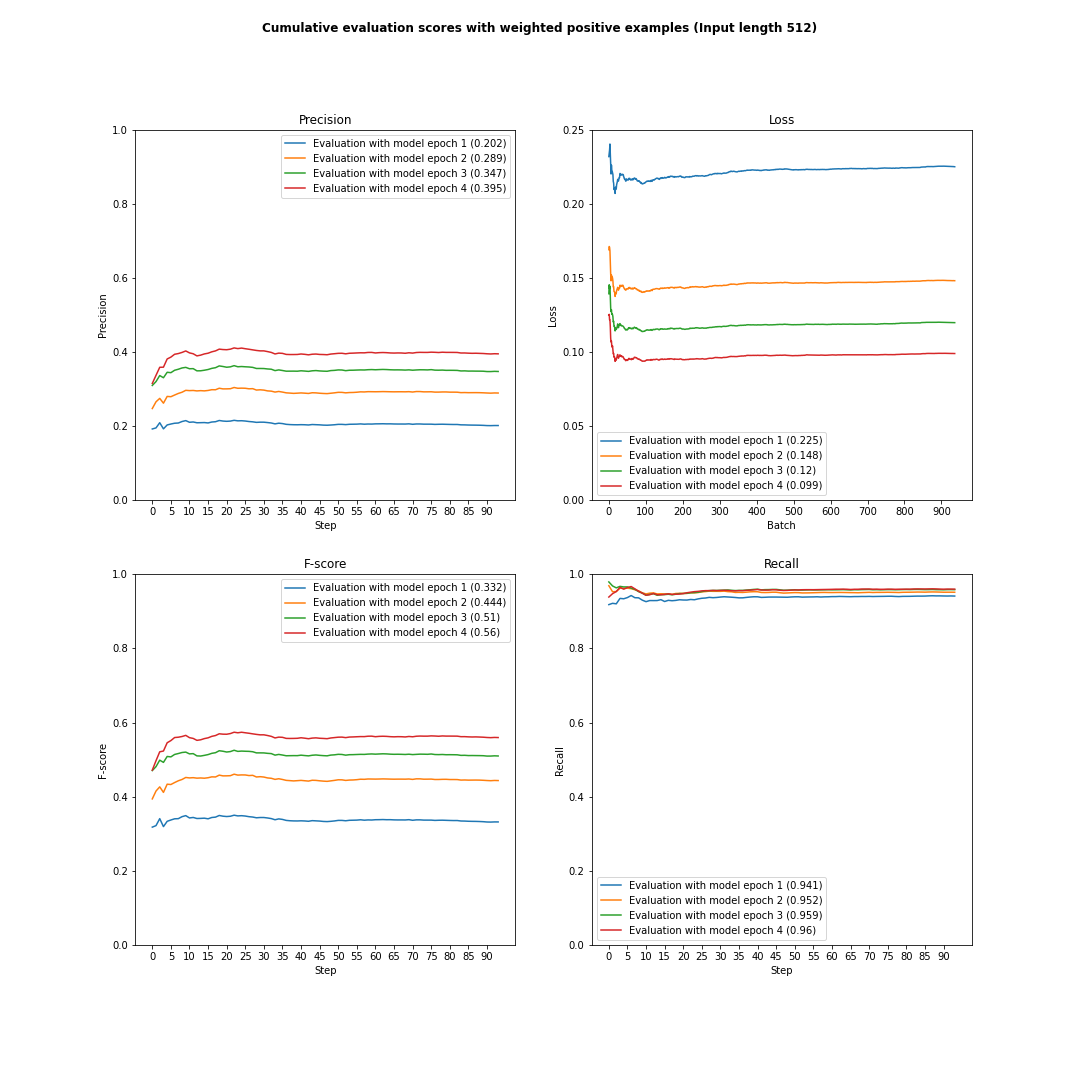 Cumulative evaluation scores with weighted positive examples (Input length 512)
Precision
1.0
0.8
0.6
0.4
0.2
0.0
Precision
Evaluation with model epoch 1 (0.202)
Evaluation with model epoch 2 (0.289)
Evaluation with model epoch 3 (0.347)
Evaluation with model epoch 4 (0.395)
0 5 10 15 20 25 30 35 40 45 50 55 60 65 70 75 80 85 90
Step
Loss
0.25
0.20
0.15
0.10
0.05
0.00
Loss
Evaluation with model epoch 1 (0.225)
Evaluation with model epoch 2 (0.148)
Evaluation with model epoch 3 (0.12)
Evaluation with model epoch 4 (0.099)
0 100 200 300 400 500 600 700 800 900
Batch
F-score
1.0
0.8
0.6
0.4
0.2
0.0
F-score
Evaluation with model epoch 1 (0.332)
Evaluation with model epoch 2 (0.444)
Evaluation with model epoch 3 (0.51)
Evaluation with model epoch 4 (0.56)
0 5 10 15 20 25 30 35 40 45 50 55 60 65 70 75 80 85 90
Step
Recall
1.0
0.8
0.6
0.4
0.2
0.0
Recall
Evaluation with model epoch 1 (0.941)
Evaluation with model epoch 2 (0.952)
Evaluation with model epoch 3 (0.959)
Evaluation with model epoch 4 (0.96)
0 5 10 15 20 25 30 35 40 45 50 55 60 65 70 75 80 85 90
Step